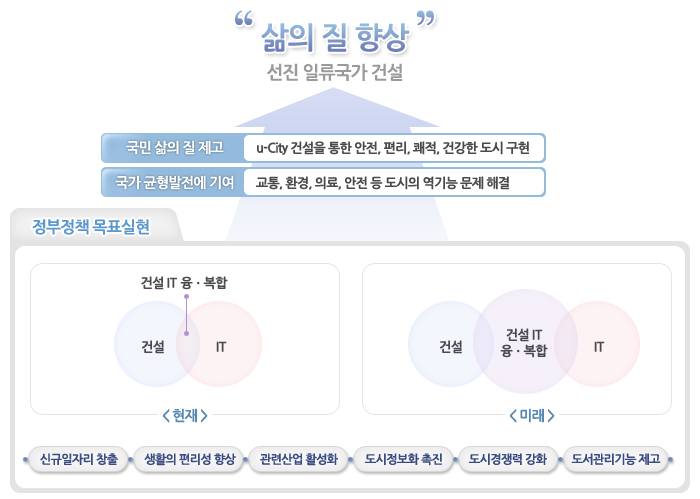 “ 삶의 질 향상 ”
선진 일류국가 건설
국민 삶의 질 제고
u-City 건설을 통한 안전, 편리, 쾌적, 건강한 도시 구현
국가 균형발전에 기여
교통, 환경, 의료, 안전 등 도시의 역기능 문제 해결
정부정책 목표실현
건설 IT 융·복합
건설
IT
<현재>
건설
건설 IT
융·복합
IT
<미래>
신규일자리 창출
생활의 편리성 향상
관련산업 활성화
도시정보화 촉진
도시경쟁력 강화
도서관리기능 제고